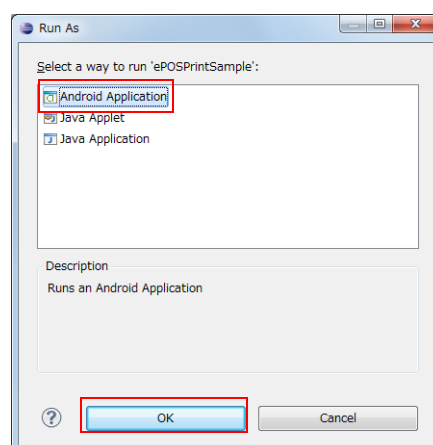 Run As
Select a way to run 'ePOSPrintSample':
Android Application
Java Applet
Java Application
Description
Runs an Android Application
OK
Cancel